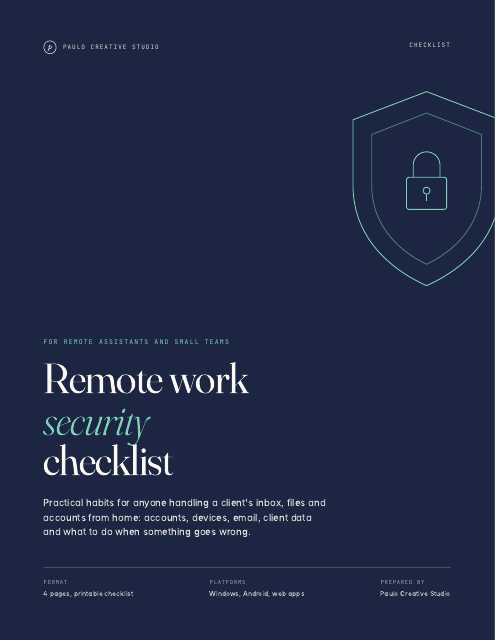 p PAULO CREATIVE STUDIO
CHECKLIST
FOR REMOTE ASSISTANTS AND SMALL TEAMS
Remote work
security
checklist
Practical habits for anyone handling a client's inbox, files and
accounts from home: accounts, devices, email, client data
and what to do when something goes wrong.
FORMAT
4 pages, printable checklist
PLATFORMS
Windows, Android, web apps
PREPARED BY
Paulo Creative Studio